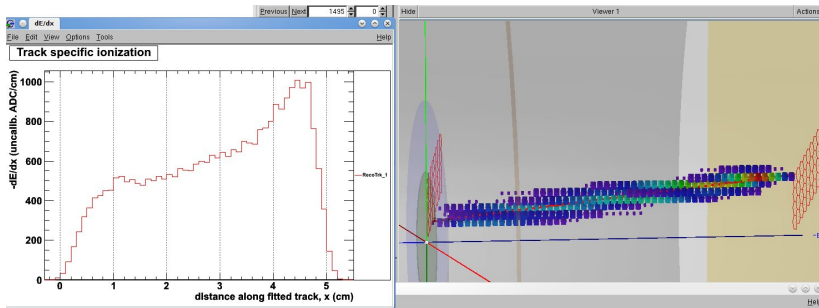 Previous Next 1495 0
Hide Viewer 1 Actions
dE/dx
File Edit View Options Tools Help
Track specific ionization
-dE/dx (uncalib. ADC/cm)
1000
800
600
400
200
0
0 1 2 3 4 5
distance along fitted track, x (cm)
RecoTrk_1
Hel